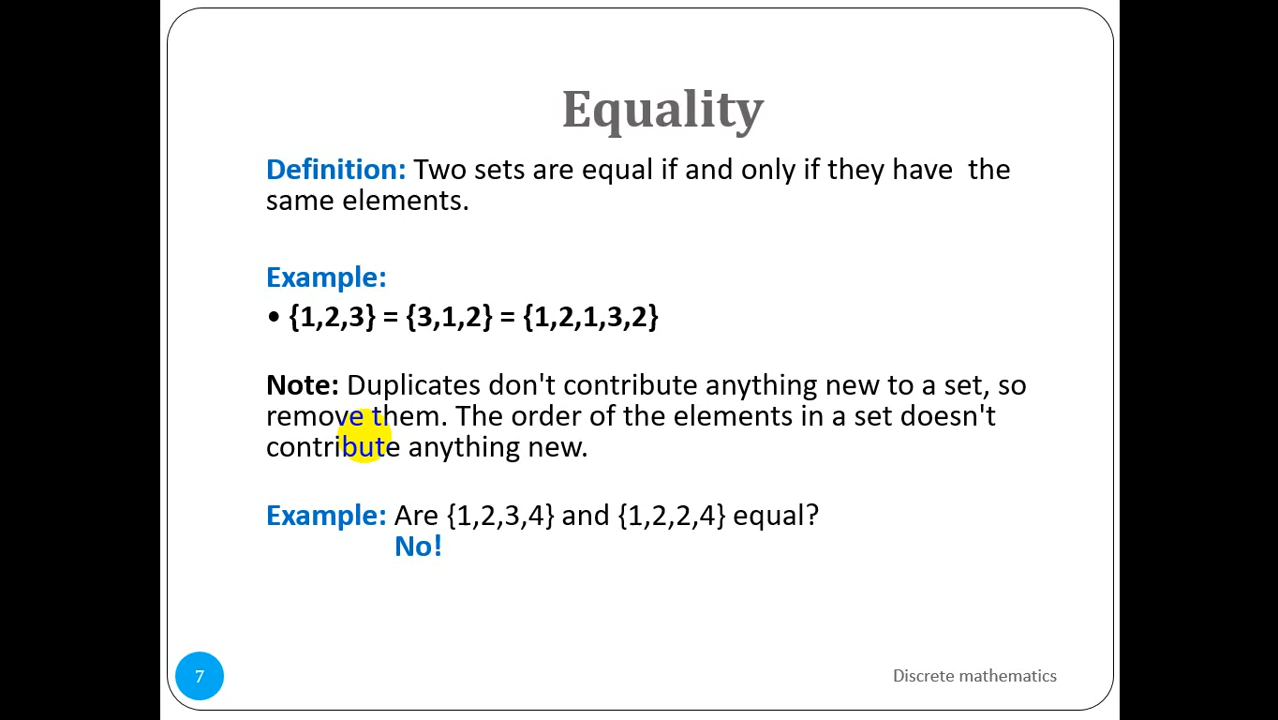 Equality
Definition: Two sets are equal if and only if they have the
same elements.
Example:
• {1,2,3} = {3,1,2} = {1,2,1,3,2}
Note: Duplicates don't contribute anything new to a set, so
remove them. The order of the elements in a set doesn't
contribute anything new.
Example: Are {1,2,3,4} and {1,2,2,4} equal?
No!
7
Discrete mathematics